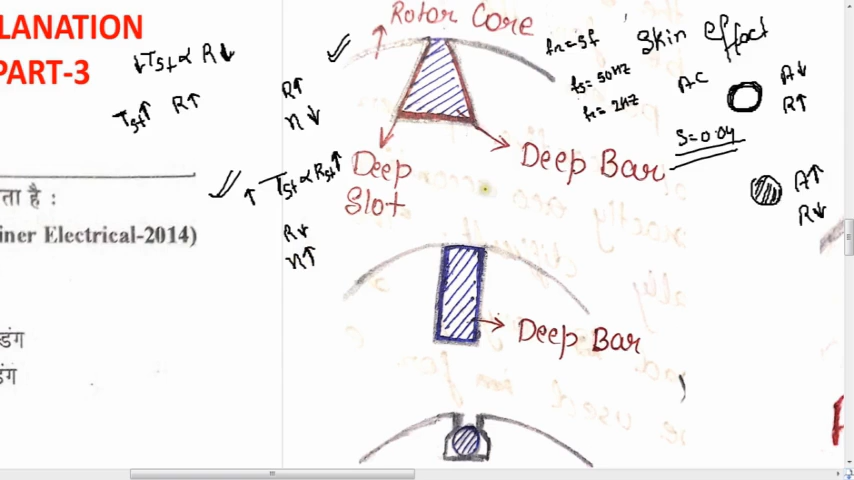 LANATION
PART-3
↓Tst ∝ R↓
Tst↑ R↑
ता है :
iner Electrical-2014)
डंग
डंग
Rotor Core
R↑
n↓
↑ Tst ∝ Rst↑
R↓
n↑
Deep
Slot
Deep Bar
Deep Bar
fr = sf
fs = 50HZ
fr = 2HZ
Skin effect
AC
S = 0.04
A↓
R↑
A↑
R↓